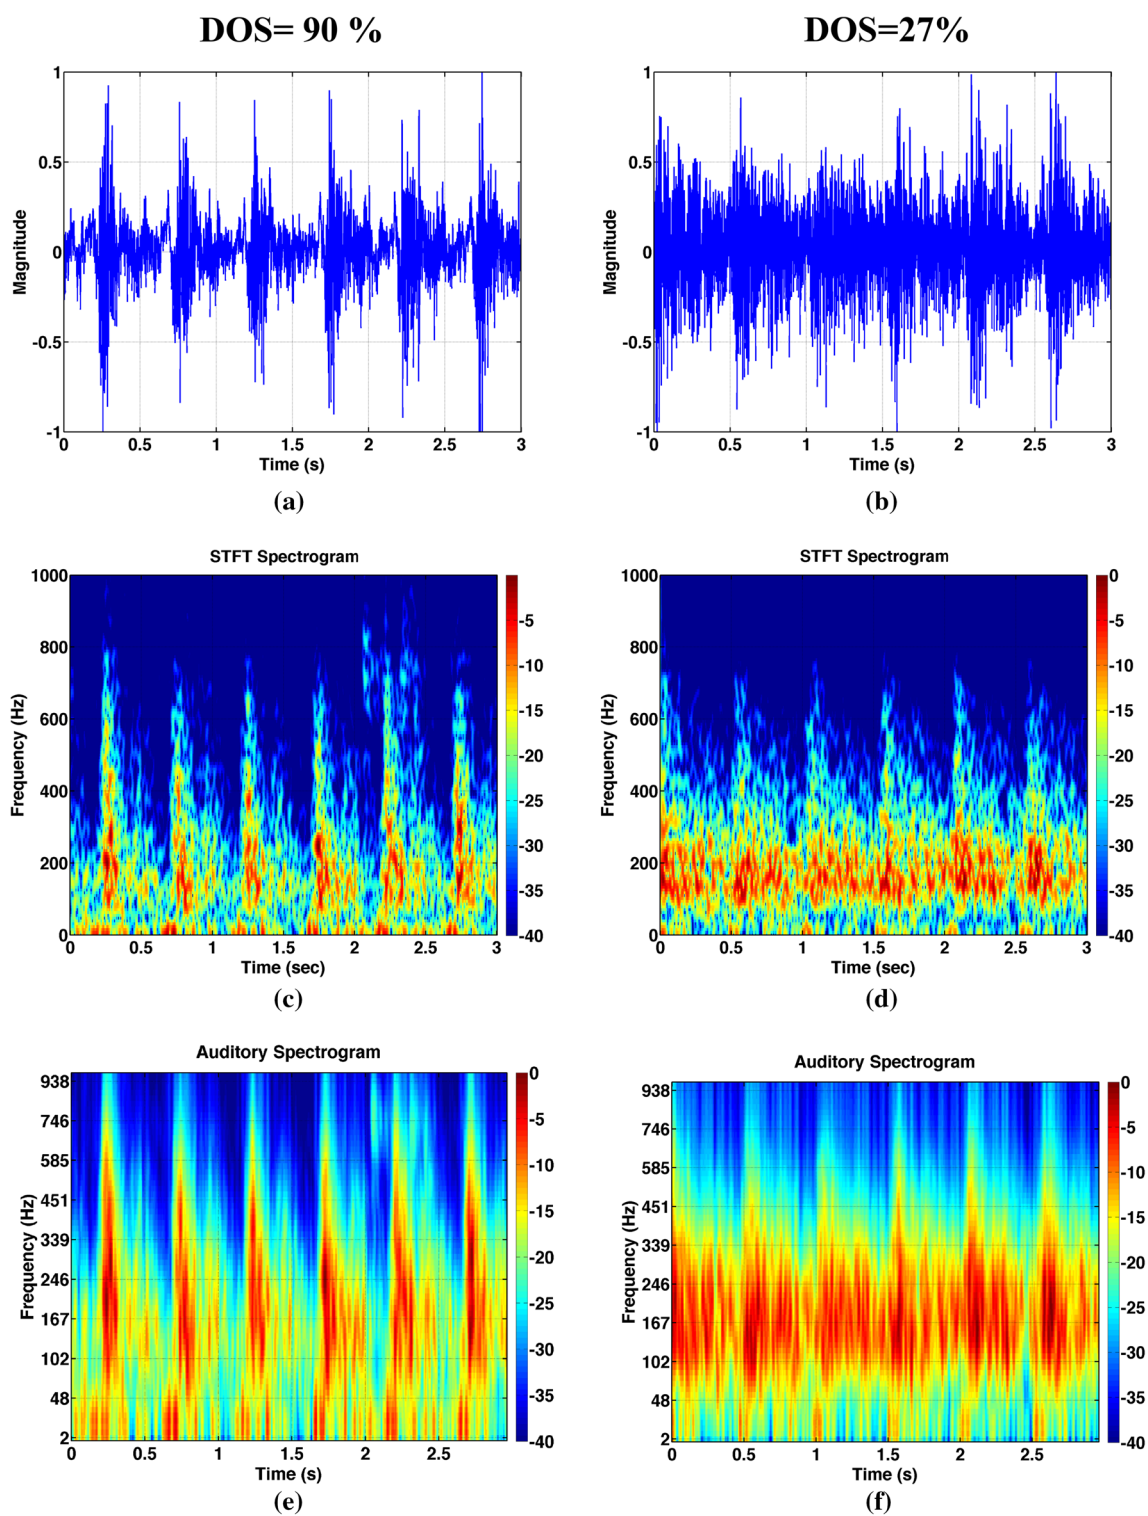 DOS= 90 %
DOS=27%
1
0.5
0
-0.5
-1
Magnitude
0 0.5 1 1.5 2 2.5 3
Time (s)
(a)
1
0.5
0
-0.5
-1
Magnitude
0 0.5 1 1.5 2 2.5 3
Time (s)
(b)
STFT Spectrogram
1000
800
600
400
200
0
Frequency (Hz)
0 0.5 1 1.5 2 2.5 3
Time (sec)
-5
-10
-15
-20
-25
-30
-35
-40
(c)
STFT Spectrogram
1000
800
600
400
200
0
Frequency (Hz)
0 0.5 1 1.5 2 2.5 3
Time (sec)
0
-5
-10
-15
-20
-25
-30
-35
-40
(d)
Auditory Spectrogram
938
746
585
451
339
246
167
102
48
2
Frequency (Hz)
0 0.5 1 1.5 2 2.5
Time (s)
0
-5
-10
-15
-20
-25
-30
-35
-40
(e)
Auditory Spectrogram
938
746
585
451
339
246
167
102
48
2
Frequency (Hz)
0 0.5 1 1.5 2 2.5
Time (s)
0
-5
-10
-15
-20
-25
-30
-35
-40
(f)